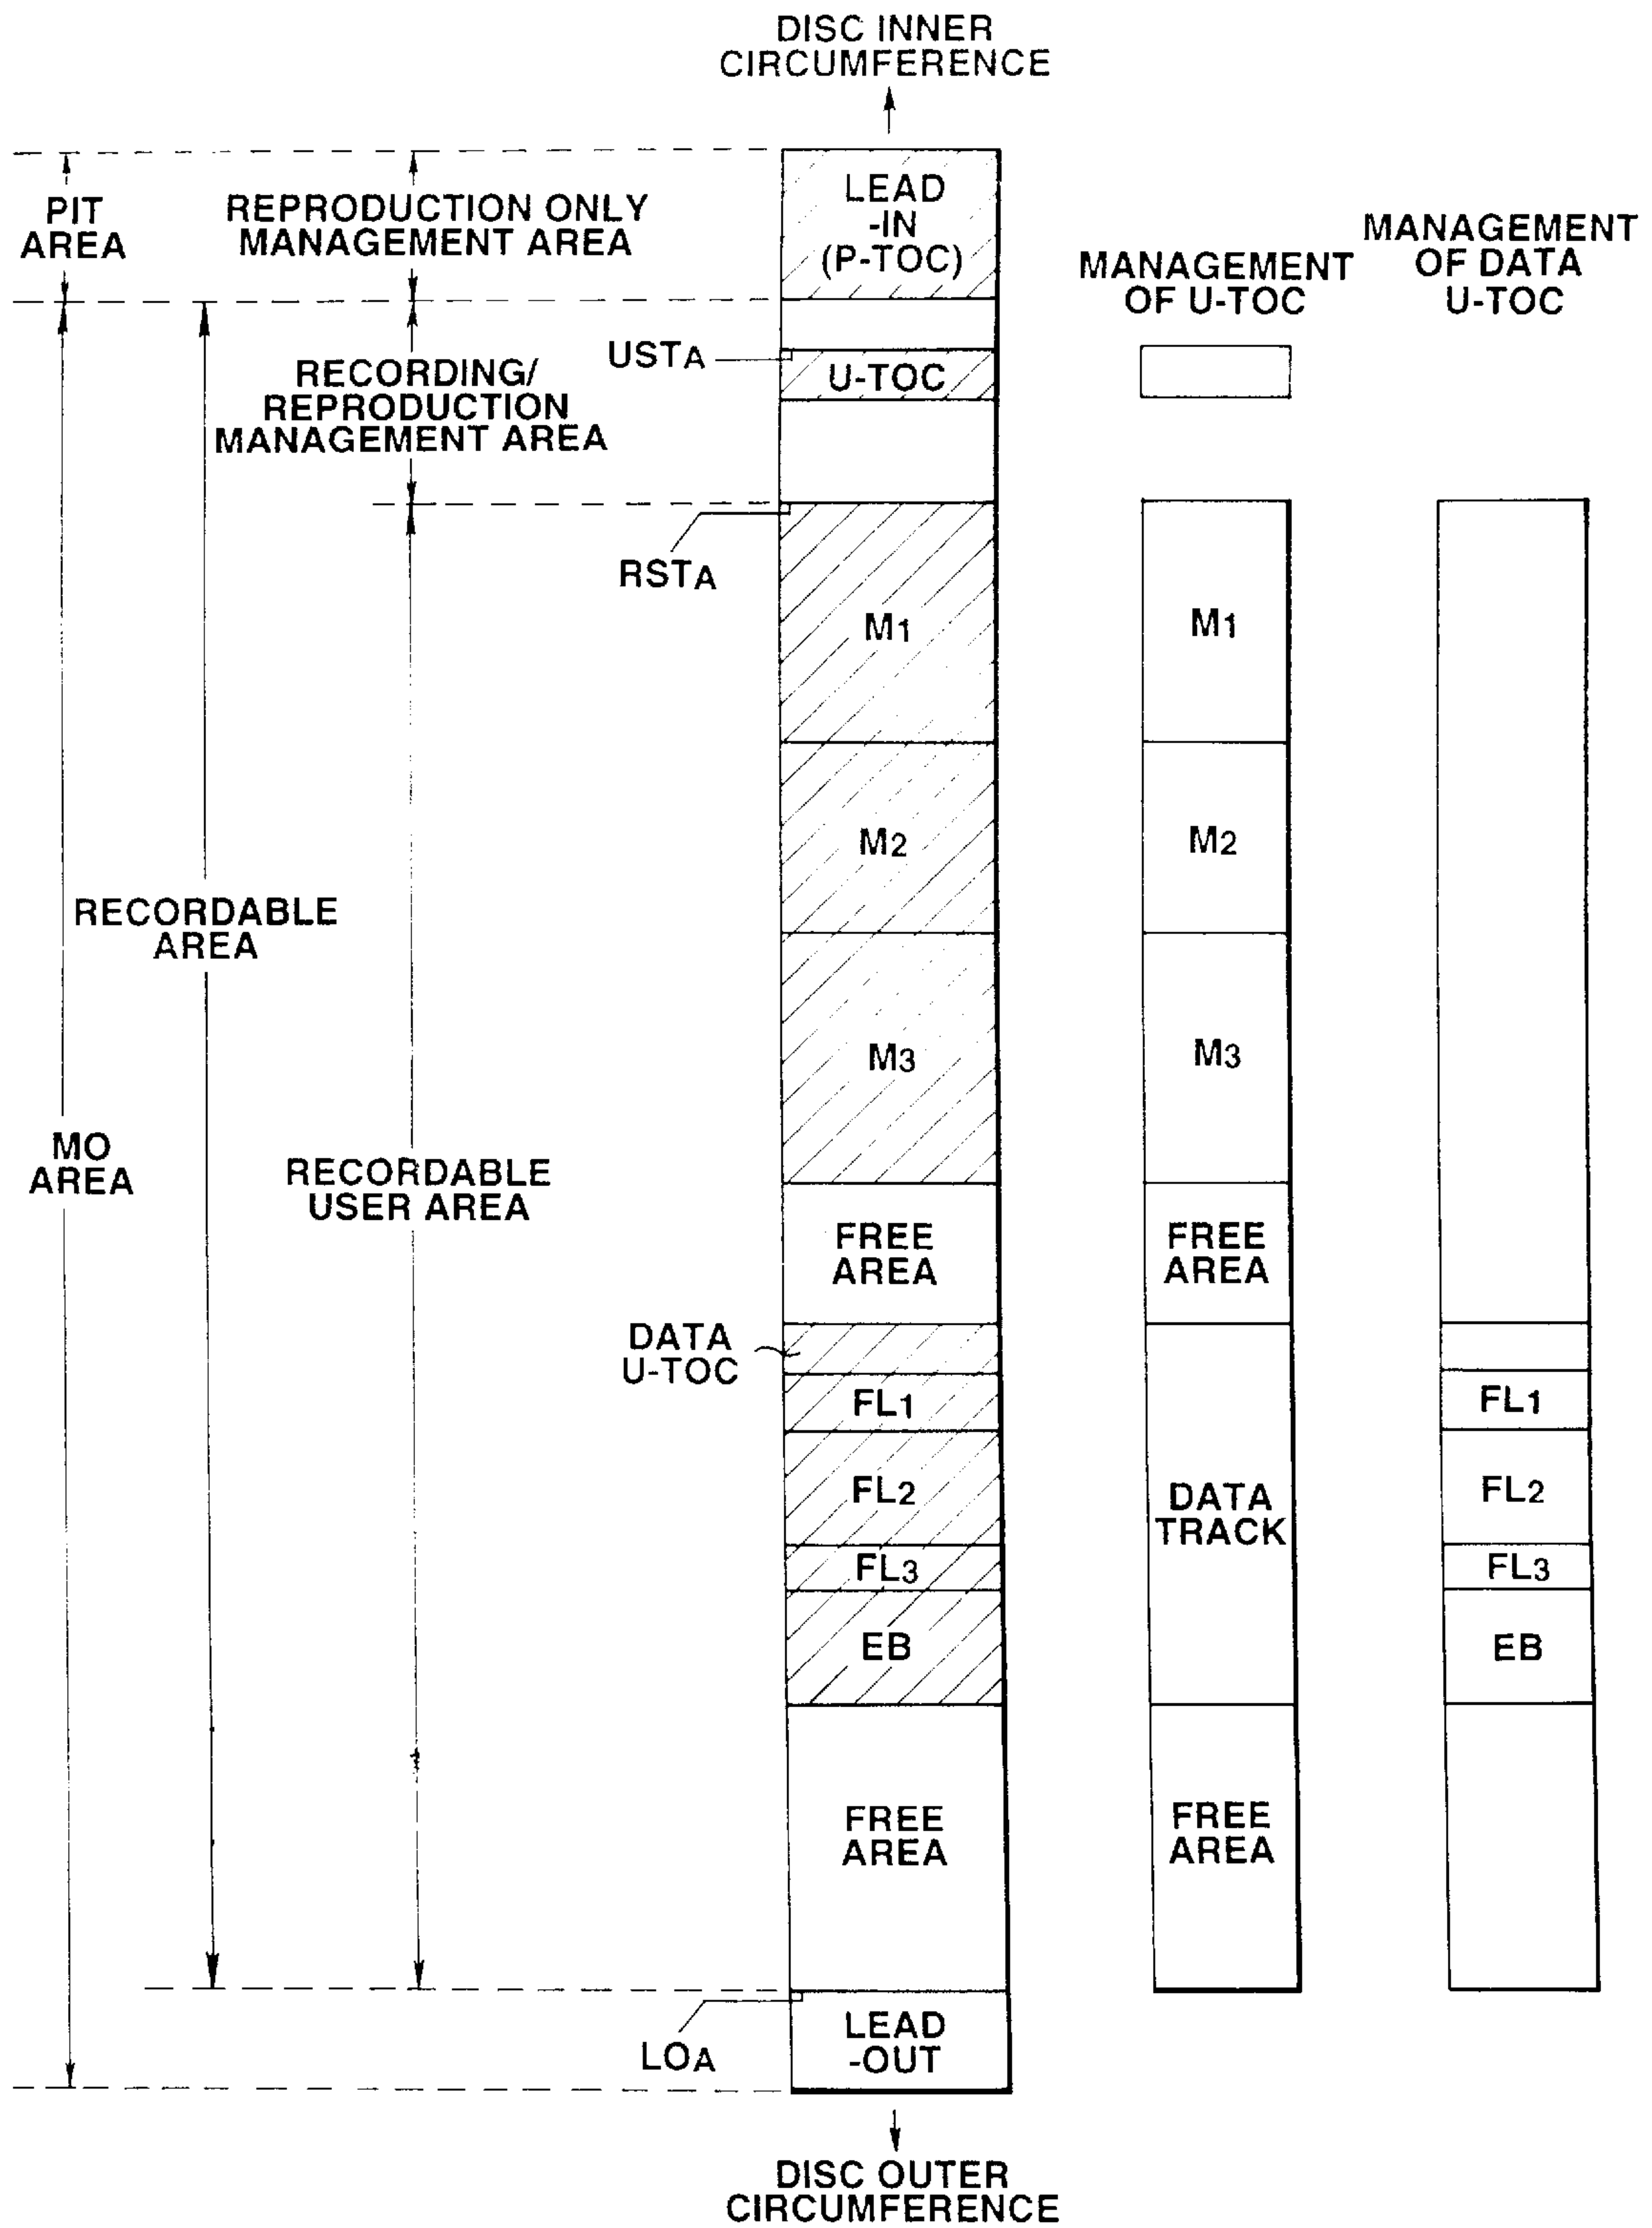 DISC INNER
CIRCUMFERENCE
PIT
AREA
REPRODUCTION ONLY
MANAGEMENT AREA
LEAD
-IN
(P-TOC)
MANAGEMENT
OF U-TOC
MANAGEMENT
OF DATA
U-TOC
USTA
U-TOC
RECORDING/
REPRODUCTION
MANAGEMENT AREA
RSTA
M1
M1
M2
M2
RECORDABLE
AREA
M3
M3
MO
AREA
RECORDABLE
USER AREA
FREE
AREA
FREE
AREA
DATA
U-TOC
FL1
FL1
FL2
FL2
DATA
TRACK
FL3
FL3
EB
EB
FREE
AREA
FREE
AREA
LOA
LEAD
-OUT
DISC OUTER
CIRCUMFERENCE